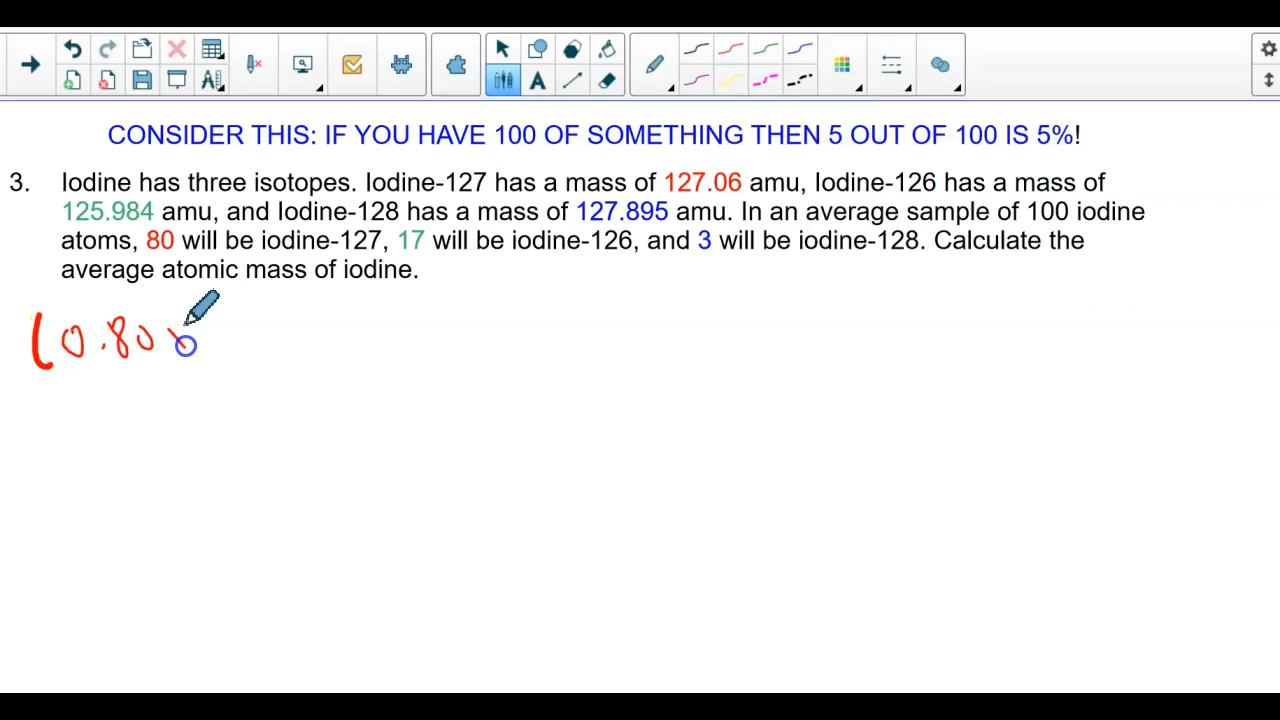 CONSIDER THIS: IF YOU HAVE 100 OF SOMETHING THEN 5 OUT OF 100 IS 5%!
3. Iodine has three isotopes. Iodine-127 has a mass of 127.06 amu, Iodine-126 has a mass of
125.984 amu, and Iodine-128 has a mass of 127.895 amu. In an average sample of 100 iodine
atoms, 80 will be iodine-127, 17 will be iodine-126, and 3 will be iodine-128. Calculate the
average atomic mass of iodine.
(0.80